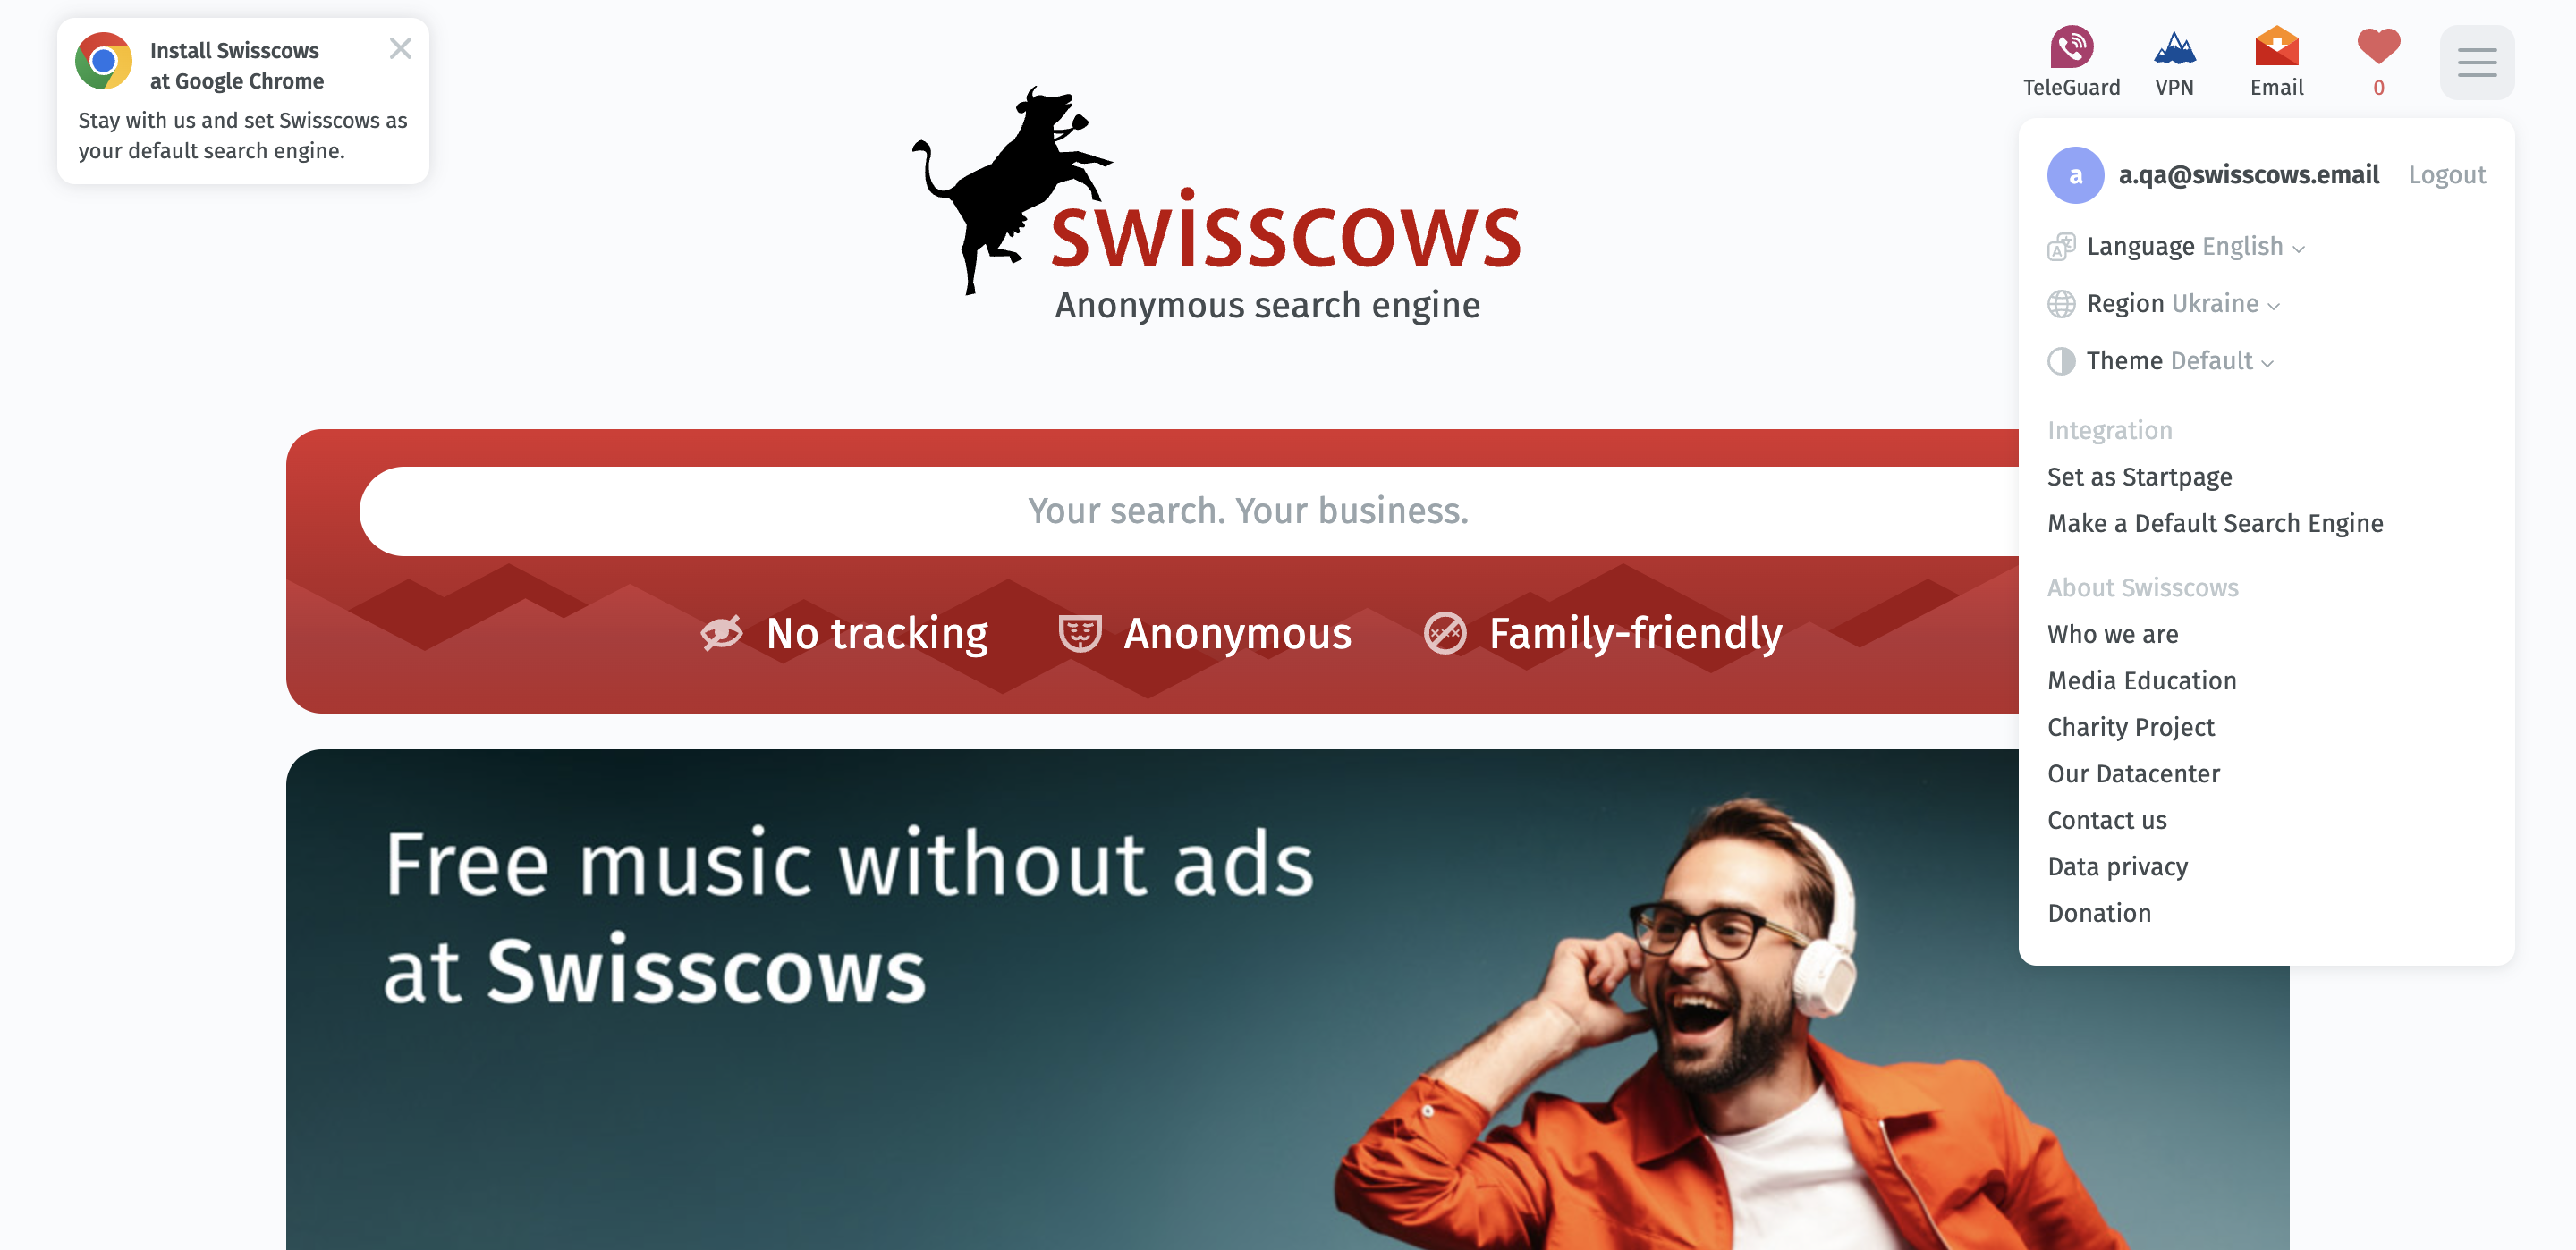 Install Swisscows
at Google Chrome
Stay with us and set Swisscows as
your default search engine.
TeleGuard
VPN
Email
0
swisscows
Anonymous search engine
a
a.qa@swisscows.email
Logout
Language English
Region Ukraine
Theme Default
Integration
Set as Startpage
Make a Default Search Engine
About Swisscows
Who we are
Media Education
Charity Project
Our Datacenter
Contact us
Data privacy
Donation
Your search. Your business.
No tracking
Anonymous
Family-friendly
Free music without ads
at Swisscows